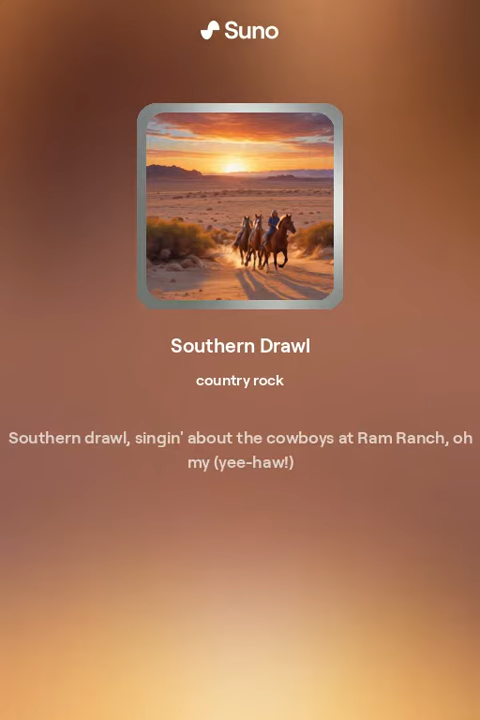 Suno
Southern Drawl
country rock
Southern drawl, singin' about the cowboys at Ram Ranch, oh
my (yee-haw!)